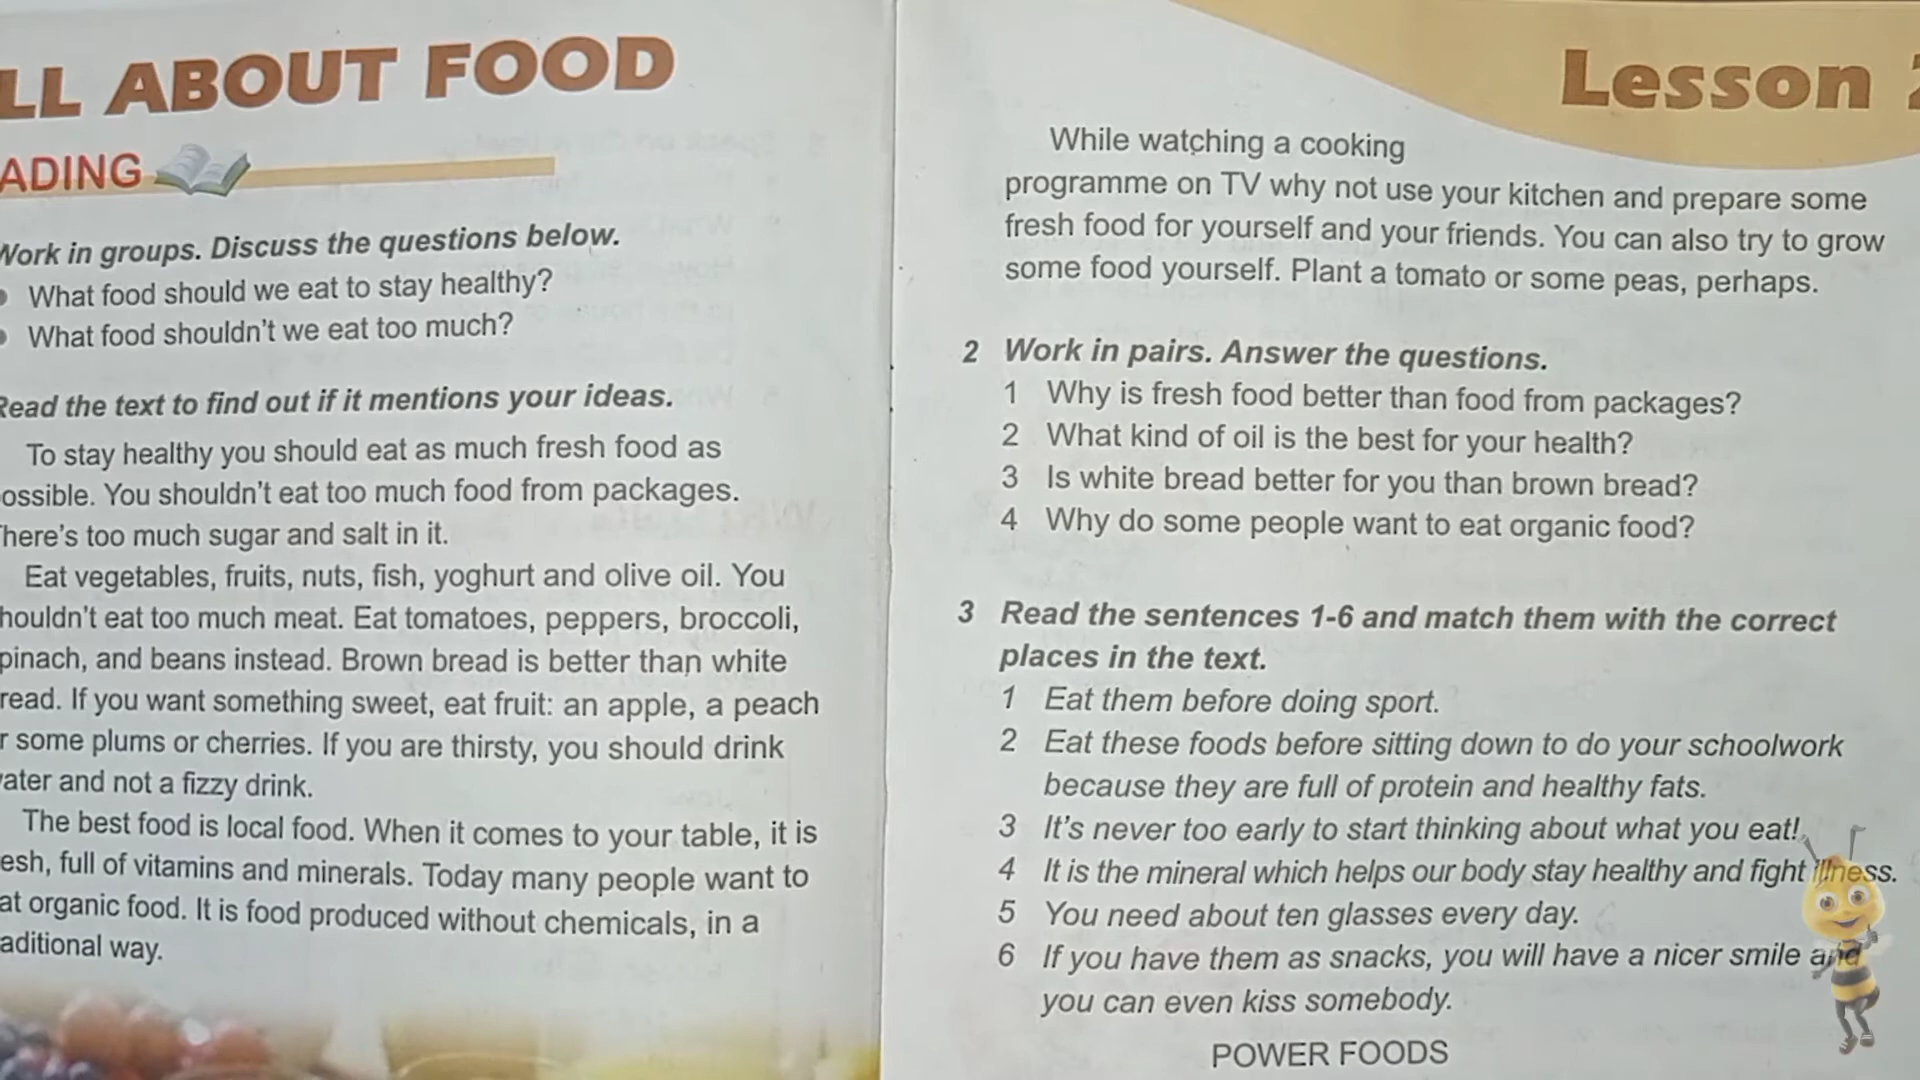 LL ABOUT FOOD
ADING
Work in groups. Discuss the questions below.
What food should we eat to stay healthy?
What food shouldn't we eat too much?
Read the text to find out if it mentions your ideas.
To stay healthy you should eat as much fresh food as
ossible. You shouldn't eat too much food from packages.
here's too much sugar and salt in it.
Eat vegetables, fruits, nuts, fish, yoghurt and olive oil. You
houldn't eat too much meat. Eat tomatoes, peppers, broccoli,
pinach, and beans instead. Brown bread is better than white
read. If you want something sweet, eat fruit: an apple, a peach
r some plums or cherries. If you are thirsty, you should drink
ater and not a fizzy drink.
The best food is local food. When it comes to your table, it is
esh, full of vitamins and minerals. Today many people want to
at organic food. It is food produced without chemicals, in a
aditional way.
Lesson 2
While watching a cooking
programme on TV why not use your kitchen and prepare some
fresh food for yourself and your friends. You can also try to grow
some food yourself. Plant a tomato or some peas, perhaps.
2 Work in pairs. Answer the questions.
1 Why is fresh food better than food from packages?
2 What kind of oil is the best for your health?
3 Is white bread better for you than brown bread?
4 Why do some people want to eat organic food?
3 Read the sentences 1-6 and match them with the correct
places in the text.
1 Eat them before doing sport.
2 Eat these foods before sitting down to do your schoolwork
because they are full of protein and healthy fats.
3 It's never too early to start thinking about what you eat!
4 It is the mineral which helps our body stay healthy and fight illness.
5 You need about ten glasses every day.
6 If you have them as snacks, you will have a nicer smile and
you can even kiss somebody.
POWER FOODS